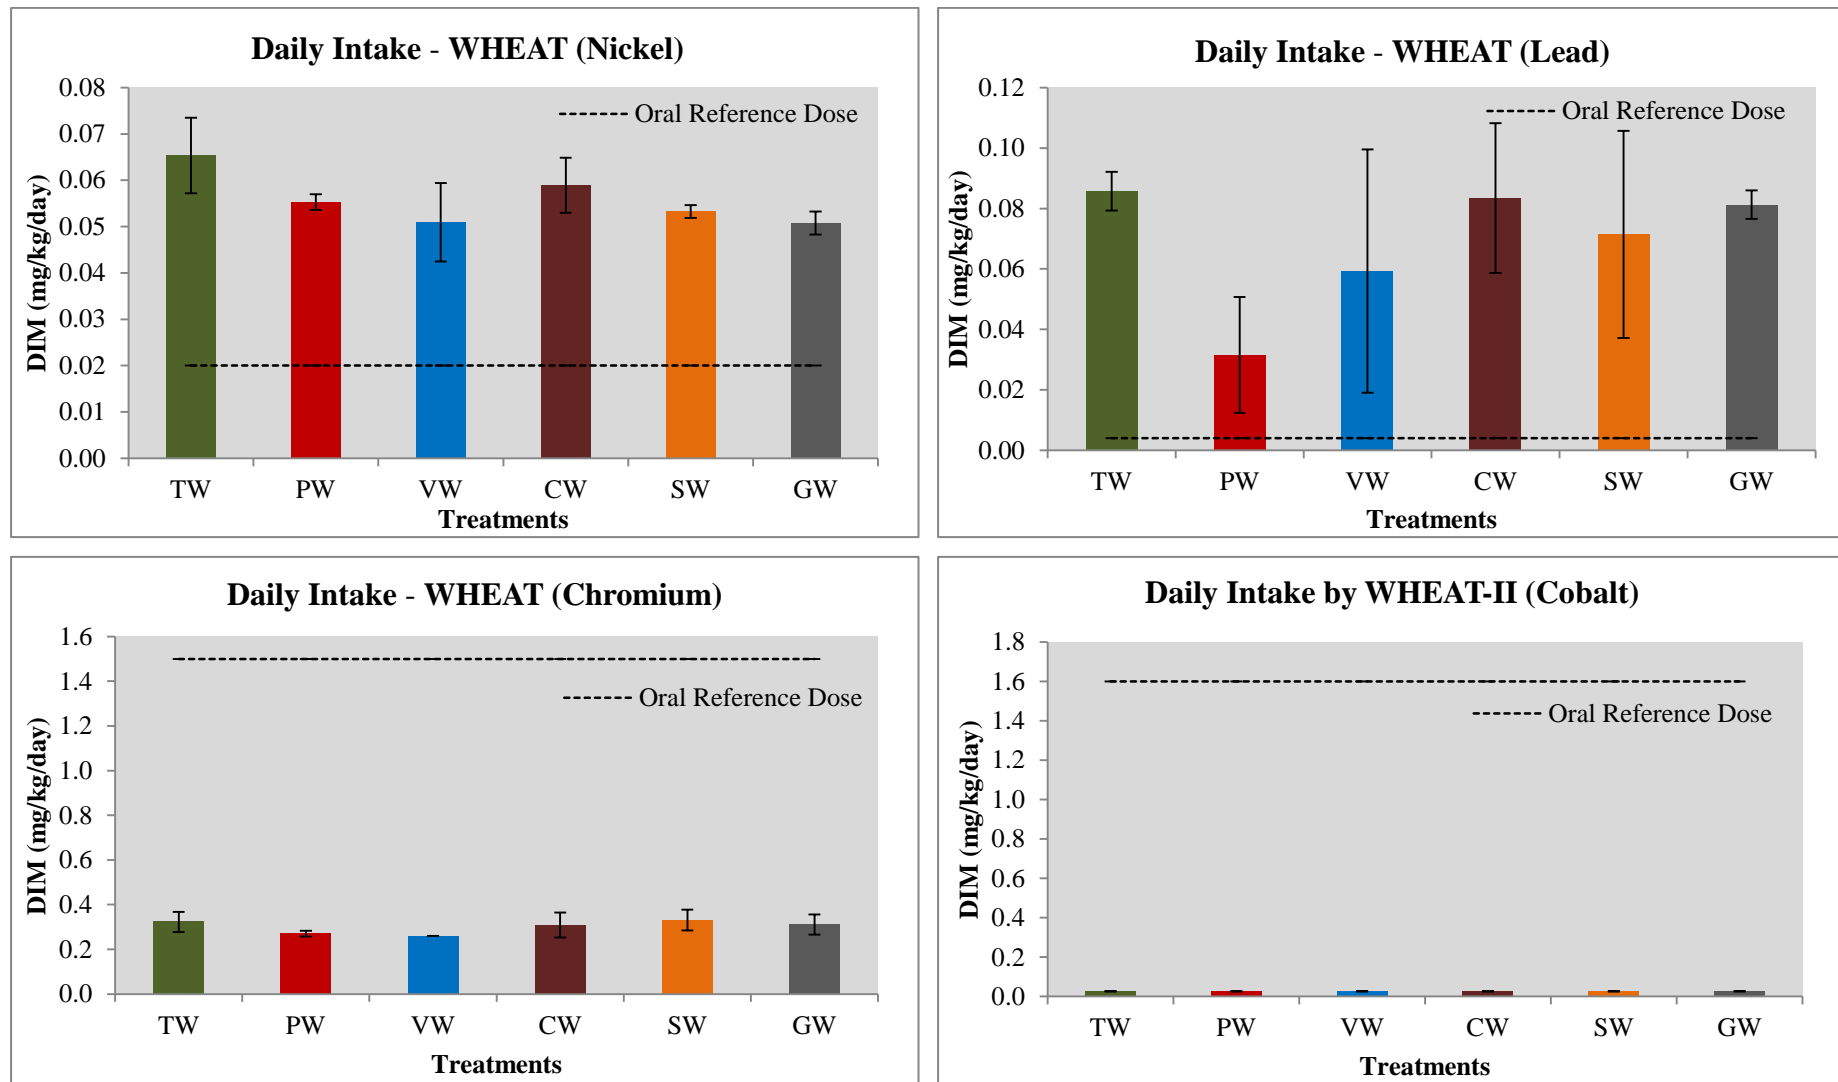 Daily Intake - WHEAT (Nickel)
DIM (mg/kg/day)
0.08
0.07
0.06
0.05
0.04
0.03
0.02
0.01
0.00
Oral Reference Dose
TW PW VW CW SW GW
Treatments
Daily Intake - WHEAT (Lead)
DIM (mg/kg/day)
0.12
0.10
0.08
0.06
0.04
0.02
0.00
Oral Reference Dose
TW PW VW CW SW GW
Treatments
Daily Intake - WHEAT (Chromium)
DIM (mg/kg/day)
1.6
1.4
1.2
1.0
0.8
0.6
0.4
0.2
0.0
Oral Reference Dose
TW PW VW CW SW GW
Treatments
Daily Intake by WHEAT-II (Cobalt)
DIM (mg/kg/day)
1.8
1.6
1.4
1.2
1.0
0.8
0.6
0.4
0.2
0.0
Oral Reference Dose
TW PW VW CW SW GW
Treatments